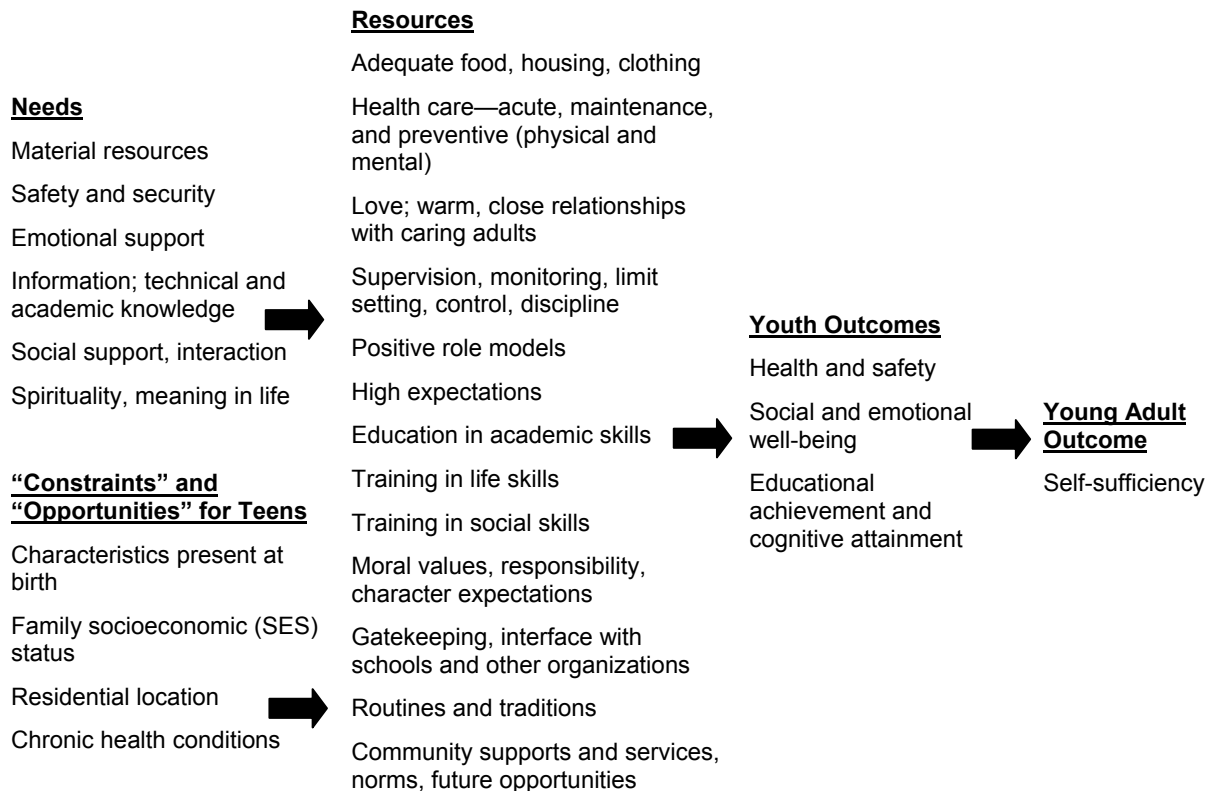 Needs
Material resources
Safety and security
Emotional support
Information; technical and
academic knowledge
Social support, interaction
Spirituality, meaning in life
“Constraints” and
“Opportunities” for Teens
Characteristics present at
birth
Family socioeconomic (SES)
status
Residential location
Chronic health conditions
Resources
Adequate food, housing, clothing
Health care—acute, maintenance,
and preventive (physical and
mental)
Love; warm, close relationships
with caring adults
Supervision, monitoring, limit
setting, control, discipline
Positive role models
High expectations
Education in academic skills
Training in life skills
Training in social skills
Moral values, responsibility,
character expectations
Gatekeeping, interface with
schools and other organizations
Routines and traditions
Community supports and services,
norms, future opportunities
Youth Outcomes
Health and safety
Social and emotional
well-being
Educational
achievement and
cognitive attainment
Young Adult
Outcome
Self-sufficiency